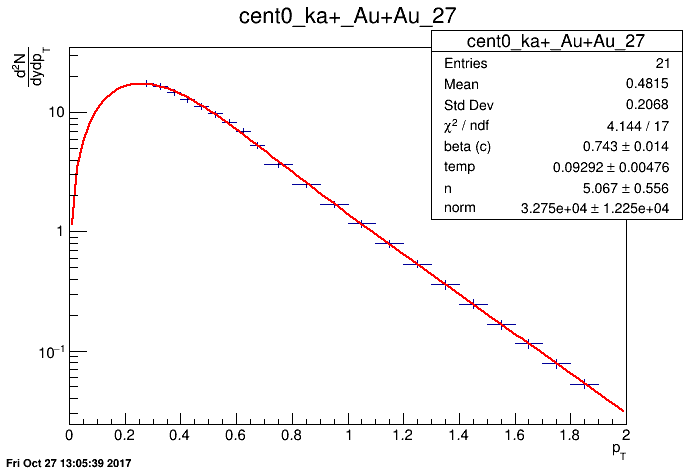 cent0_ka+_Au+Au_27
cent0_ka+_Au+Au_27
Entries 21
Mean 0.4815
Std Dev 0.2068
χ² / ndf 4.144 / 17
beta (c) 0.743 ± 0.014
temp 0.09292 ± 0.00476
n 5.067 ± 0.556
norm 3.275e+04 ± 1.225e+04
d²N
dydp_T
10
1
10⁻¹
0 0.2 0.4 0.6 0.8 1 1.2 1.4 1.6 1.8 2
p_T
Fri Oct 27 13:05:39 2017